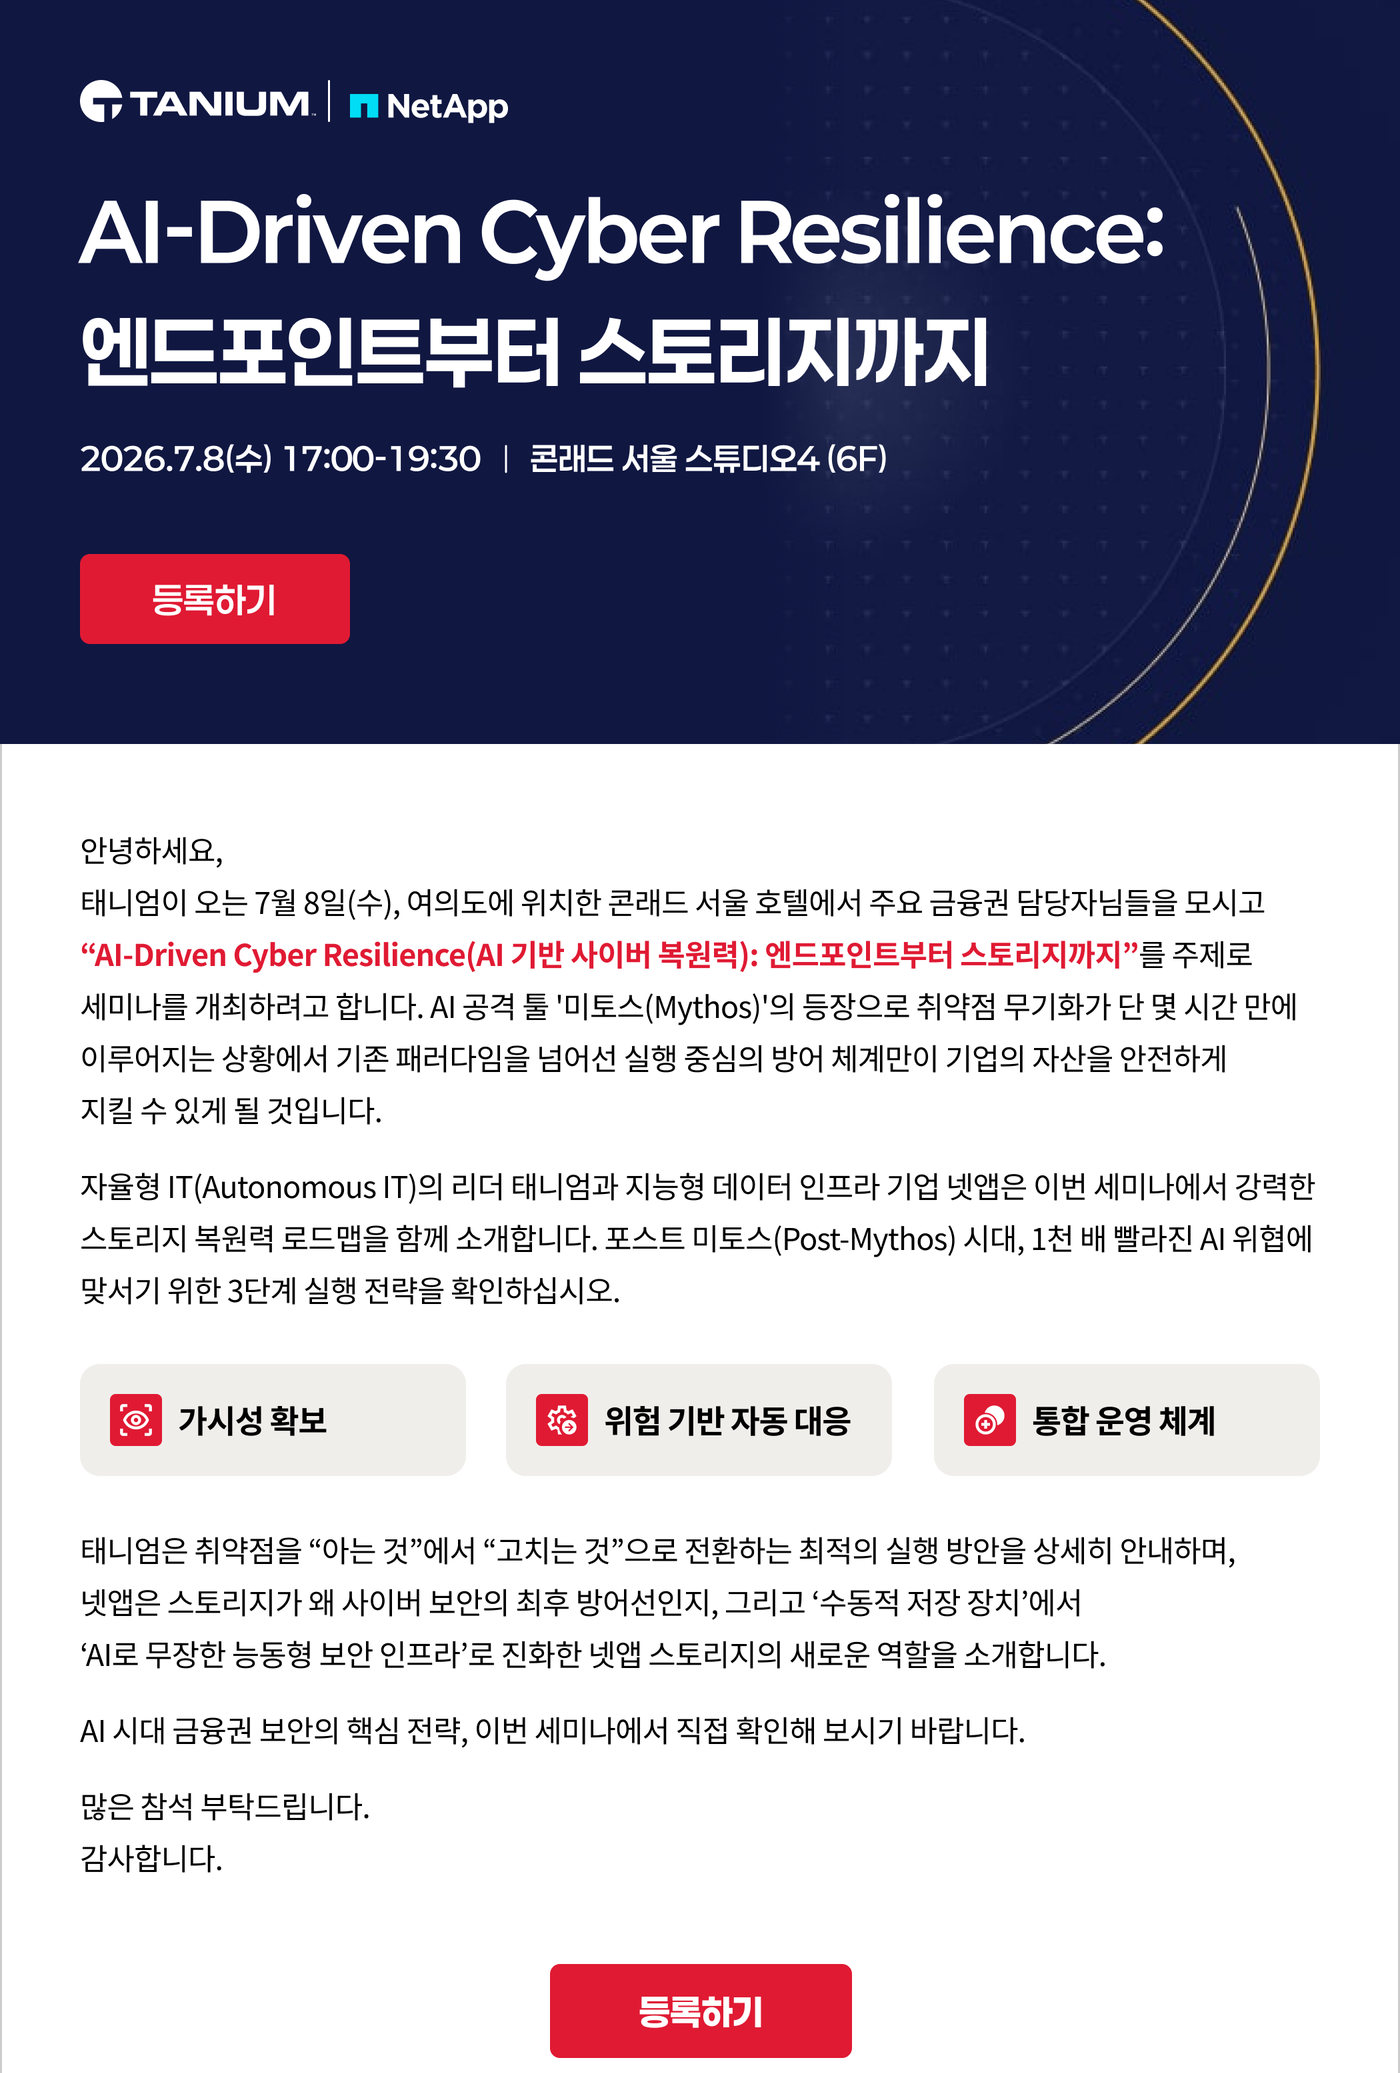 TANIUM
NetApp
AI-Driven Cyber Resilience:
엔드포인트부터 스토리지까지
2026.7.8(수) 17:00-19:30 | 콘래드 서울 스튜디오4 (6F)
등록하기
안녕하세요,
태니엄이 오는 7월 8일(수), 여의도에 위치한 콘래드 서울 호텔에서 주요 금융권 담당자님들을 모시고
“AI-Driven Cyber Resilience(AI 기반 사이버 복원력): 엔드포인트부터 스토리지까지”를 주제로
세미나를 개최하려고 합니다. AI 공격 툴 '미토스(Mythos)'의 등장으로 취약점 무기화가 단 몇 시간 만에
이루어지는 상황에서 기존 패러다임을 넘어선 실행 중심의 방어 체계만이 기업의 자산을 안전하게
지킬 수 있게 될 것입니다.
자율형 IT(Autonomous IT)의 리더 태니엄과 지능형 데이터 인프라 기업 넷앱은 이번 세미나에서 강력한
스토리지 복원력 로드맵을 함께 소개합니다. 포스트 미토스(Post-Mythos) 시대, 1천 배 빨라진 AI 위협에
맞서기 위한 3단계 실행 전략을 확인하십시오.
가시성 확보
위험 기반 자동 대응
통합 운영 체계
태니엄은 취약점을 “아는 것”에서 “고치는 것”으로 전환하는 최적의 실행 방안을 상세히 안내하며,
넷앱은 스토리지가 왜 사이버 보안의 최후 방어선인지, 그리고 ‘수동적 저장 장치’에서
‘AI로 무장한 능동형 보안 인프라’로 진화한 넷앱 스토리지의 새로운 역할을 소개합니다.
AI 시대 금융권 보안의 핵심 전략, 이번 세미나에서 직접 확인해 보시기 바랍니다.
많은 참석 부탁드립니다.
감사합니다.
등록하기